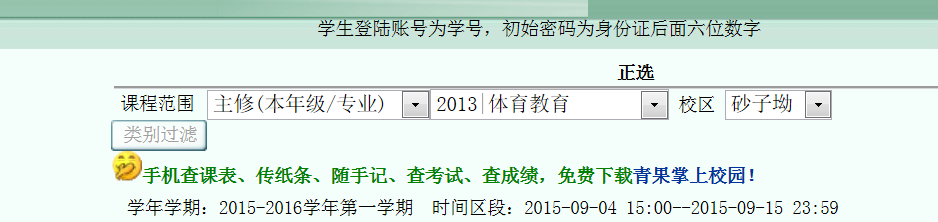 学生登陆账号为学号，初始密码为身份证后面六位数字
正选
课程范围 主修(本年级/专业) 2013|体育教育 校区 砂子坳
类别过滤
手机查课表、传纸条、随手记、查考试、查成绩，免费下载青果掌上校园！
学年学期：2015-2016学年第一学期 时间区段：2015-09-04 15:00--2015-09-15 23:59